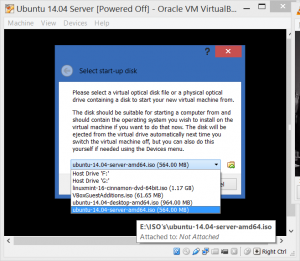 Ubuntu 14.04 Server [Powered Off] - Oracle VM VirtualB...
Machine View Devices Help
?
Select start-up disk
Please select a virtual optical disk file or a physical optical
drive containing a disk to start your new virtual machine from.
The disk should be suitable for starting a computer from and
should contain the operating system you wish to install on the
virtual machine if you want to do that now. The disk will be
ejected from the virtual drive automatically next time you
switch the virtual machine off, but you can also do this
yourself if needed using the Devices menu.
ubuntu-14.04-server-amd64.iso (564.00 MB)
Host Drive 'F:'
Host Drive 'G:'
linuxmint-16-cinnamon-dvd-64bit.iso (1.17 GB)
VBoxGuestAdditions.iso (61.65 MB)
ubuntu-14.04-desktop-amd64.iso (964.00 MB)
ubuntu-14.04-server-amd64.iso (564.00 MB)
E:\ISO's\ubuntu-14.04-server-amd64.iso
Attached to: Not Attached
Right Ctrl